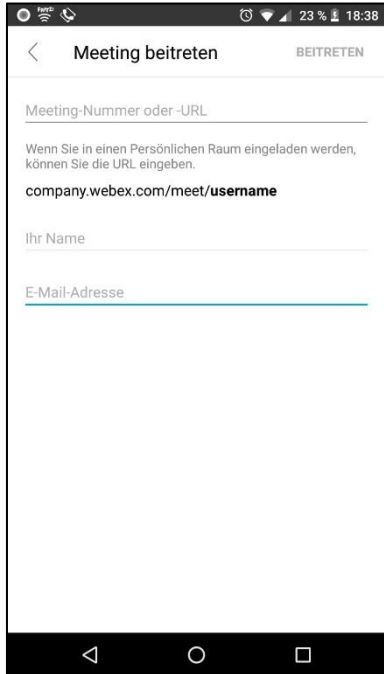 23 % 18:38
Meeting beitreten BEITRETEN
Meeting-Nummer oder -URL
Wenn Sie in einen Persönlichen Raum eingeladen werden,
können Sie die URL eingeben.
company.webex.com/meet/username
Ihr Name
E-Mail-Adresse